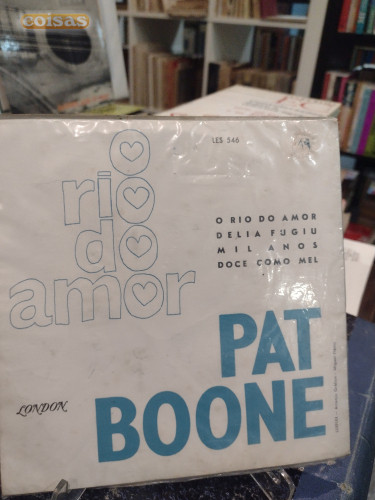 coisas
LES 546
o
rio
do
amor
O RIO DO AMOR
DELIA FUGIU
MIL ANOS
DOCE COMO MEL
PAT
BOONE
LONDON